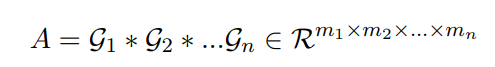 A = 𝒢₁ * 𝒢₂ * ...𝒢ₙ ∈ ℛ^{m₁×m₂×...×mₙ}